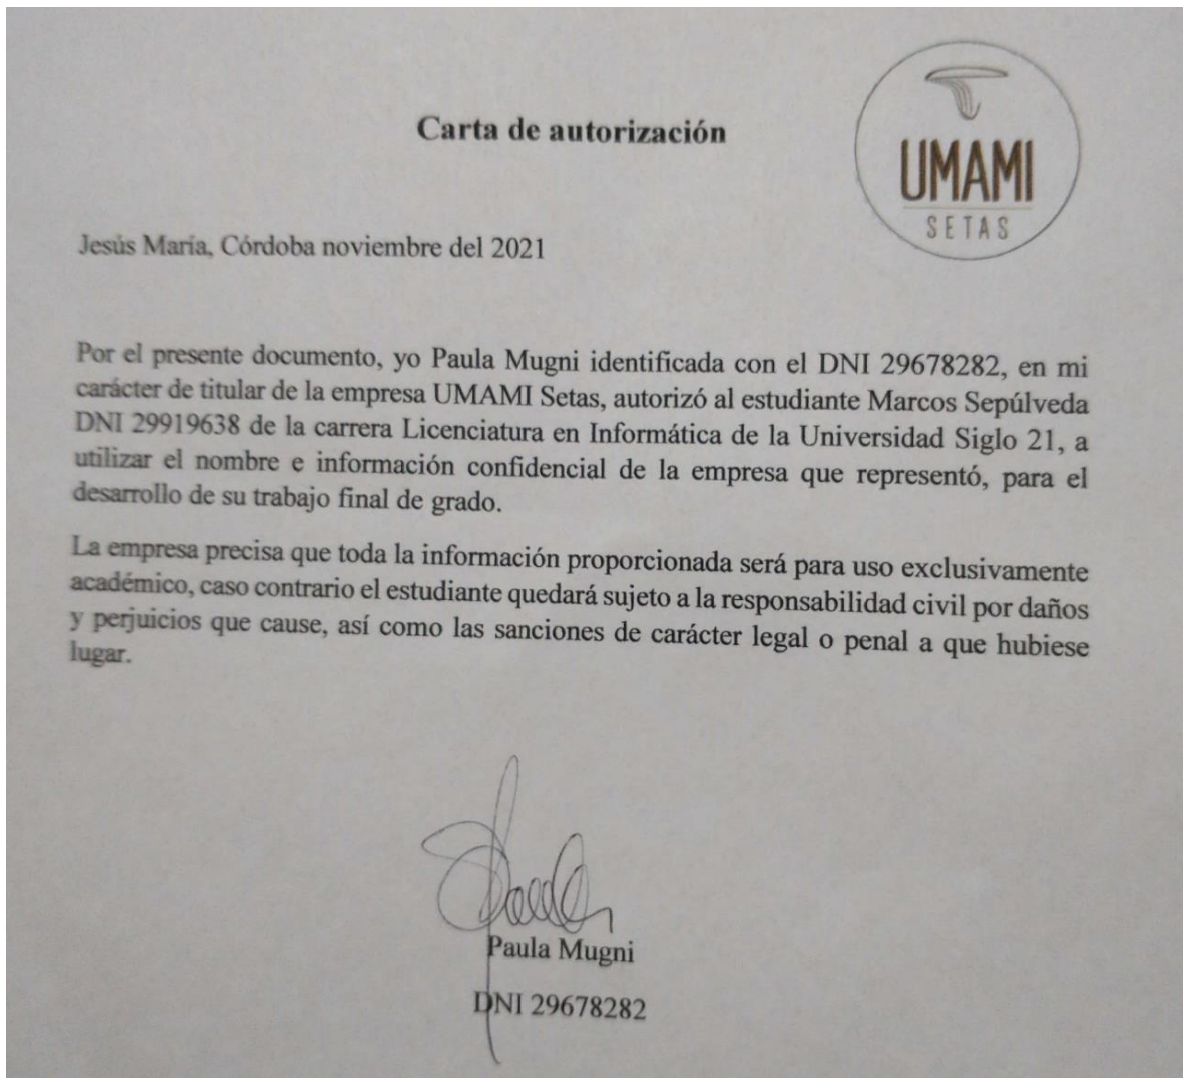 Carta de autorización
UMAMI
SETAS
Jesús María, Córdoba noviembre del 2021
Por el presente documento, yo Paula Mugni identificada con el DNI 29678282, en mi
carácter de titular de la empresa UMAMI Setas, autorizó al estudiante Marcos Sepúlveda
DNI 29919638 de la carrera Licenciatura en Informática de la Universidad Siglo 21, a
utilizar el nombre e información confidencial de la empresa que representó, para el
desarrollo de su trabajo final de grado.
La empresa precisa que toda la información proporcionada será para uso exclusivamente
académico, caso contrario el estudiante quedará sujeto a la responsabilidad civil por daños
y perjuicios que cause, así como las sanciones de carácter legal o penal a que hubiese
lugar.
Paula Mugni
DNI 29678282